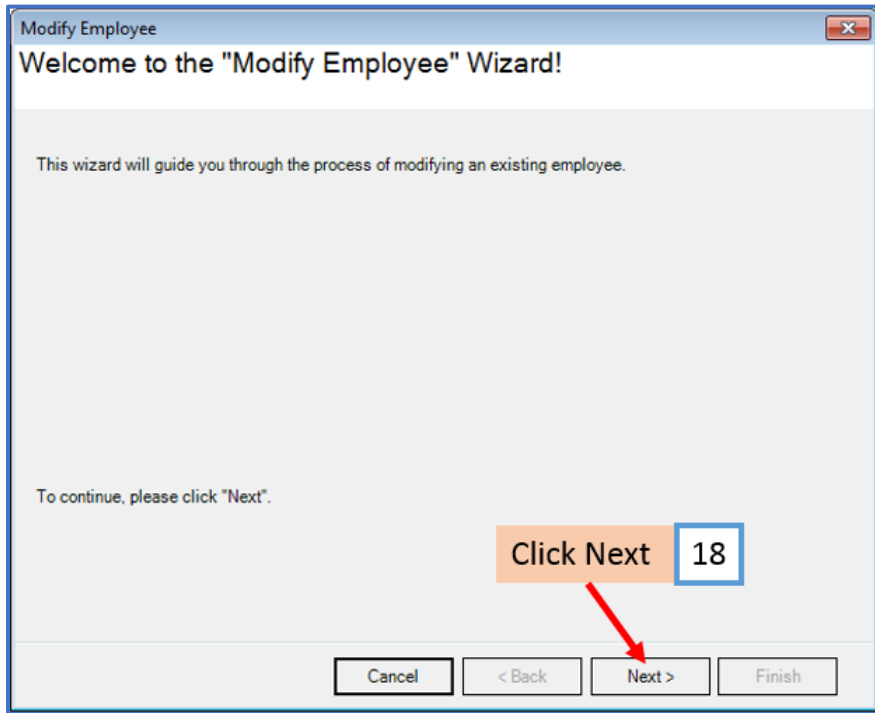 Modify Employee
Welcome to the "Modify Employee" Wizard!
This wizard will guide you through the process of modifying an existing employee.
To continue, please click "Next".
Click Next 18
Cancel < Back Next > Finish